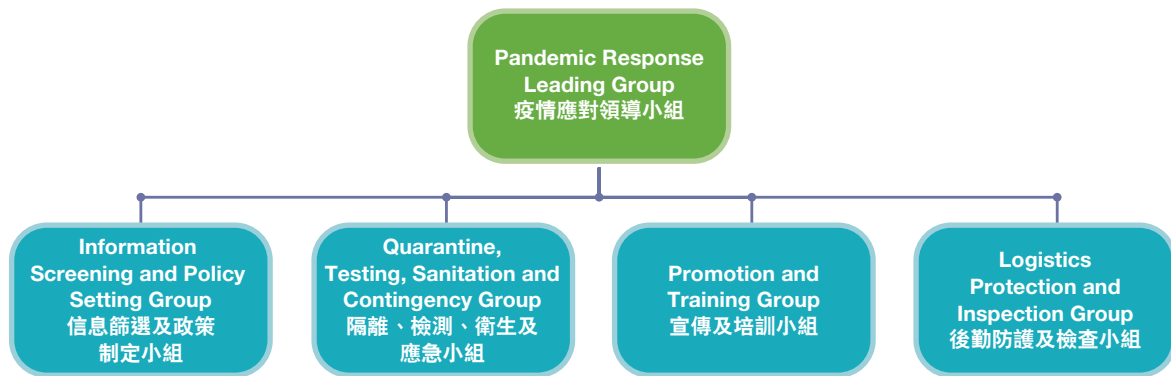 Pandemic Response
Leading Group
疫情應對領導小組
Information
Screening and Policy
Setting Group
信息篩選及政策
制定小組
Quarantine,
Testing, Sanitation and
Contingency Group
隔離、檢測、衛生及
應急小組
Promotion and
Training Group
宣傳及培訓小組
Logistics
Protection and
Inspection Group
後勤防護及檢查小組